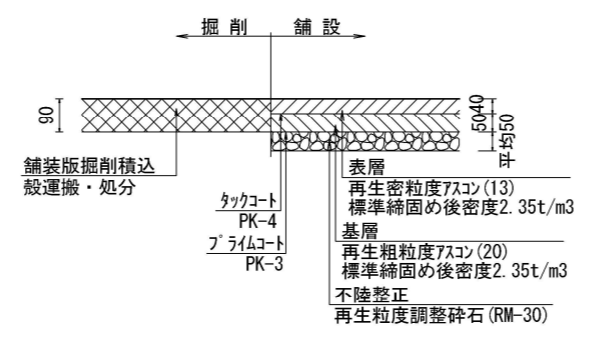 掘 削
舗 設
90
40
50
平均50
舗装版掘削積込
殻運搬・処分
ﾀｯｸｺｰﾄ
PK-4
ﾌﾟﾗｲﾑｺｰﾄ
PK-3
表層
再生密粒度ｱｽｺﾝ(13)
標準締固め後密度2.35t/m3
基層
再生粗粒度ｱｽｺﾝ(20)
標準締固め後密度2.35t/m3
不陸整正
再生粒度調整砕石(RM-30)